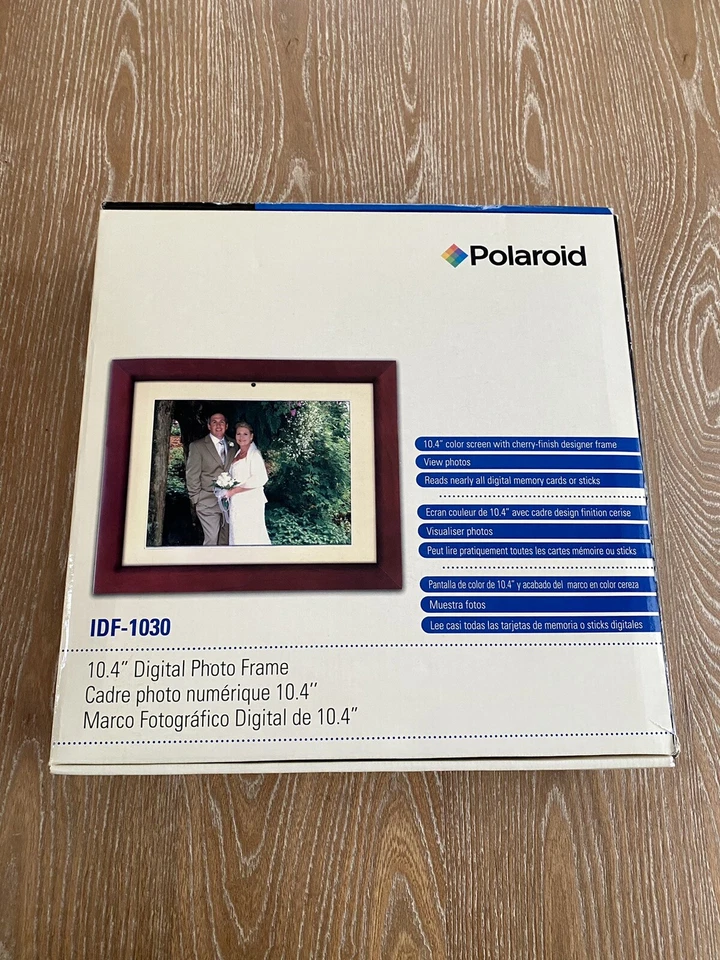 Polaroid
10.4" color screen with cherry-finish designer frame
View photos
Reads nearly all digital memory cards or sticks
Ecran couleur de 10.4" avec cadre design finition cerise
Visualiser photos
Peut lire pratiquement toutes les cartes mémoire ou sticks
Pantalla de color de 10.4" y acabado del marco en color cereza
Muestra fotos
Lee casi todas las tarjetas de memoria o sticks digitales
IDF-1030
10.4" Digital Photo Frame
Cadre photo numérique 10.4"
Marco Fotográfico Digital de 10.4"